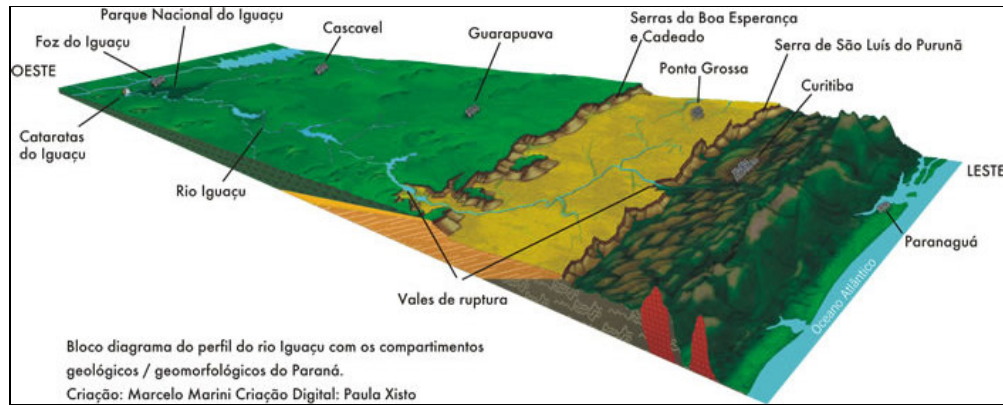 Parque Nacional do Iguaçu
Foz do Iguaçu
OESTE
Cascavel
Guarapuava
Serras da Boa Esperança
e Cadeado
Ponta Grossa
Serra de São Luís do Purunã
Curitiba
LESTE
Cataratas
do Iguaçu
Rio Iguaçu
Paranaguá
Vales de ruptura
Oceano Atlântico
Bloco diagrama do perfil do rio Iguaçu com os compartimentos
geológicos / geomorfológicos do Paraná.
Criação: Marcelo Marini Criação Digital: Paula Xisto